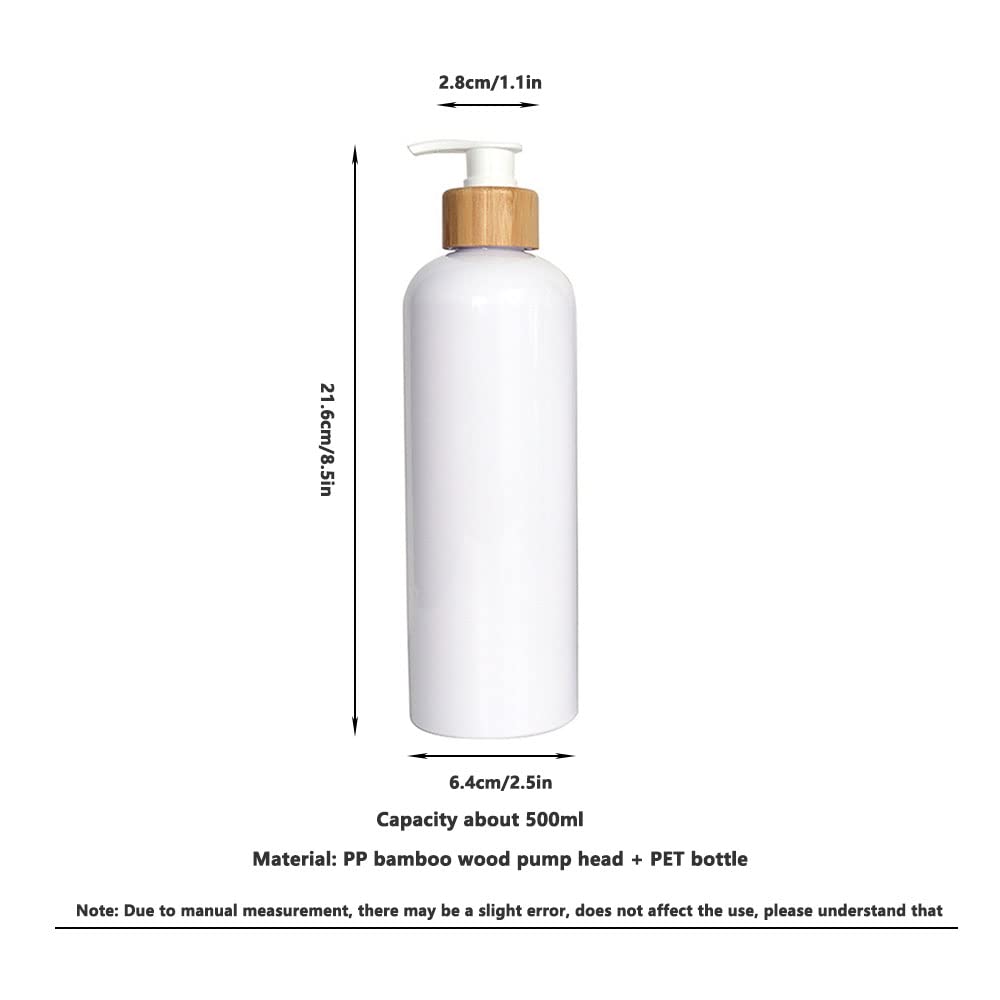 2.8cm/1.1in
21.6cm/8.5in
6.4cm/2.5in
Capacity about 500ml
Material: PP bamboo wood pump head + PET bottle
Note: Due to manual measurement, there may be a slight error, does not affect the use, please understand that